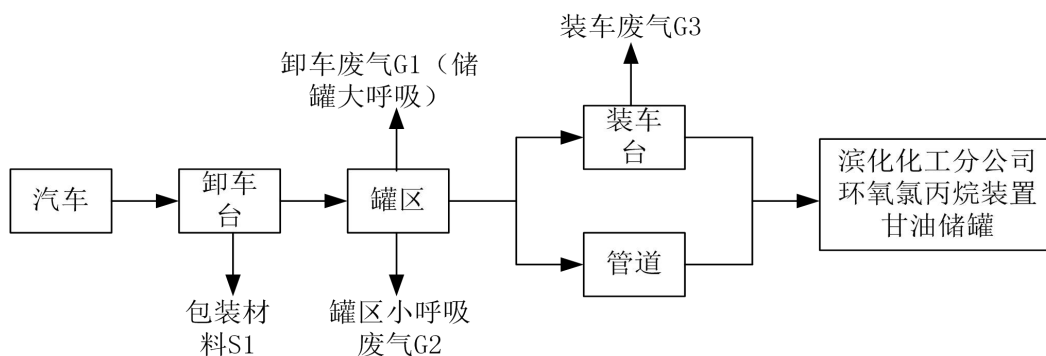 装车废气G3
卸车废气G1（储
罐大呼吸）
装车
台
汽车
卸车
台
罐区
滨化化工分公司
环氧氯丙烷装置
甘油储罐
管道
包装材
料S1
罐区小呼吸
废气G2